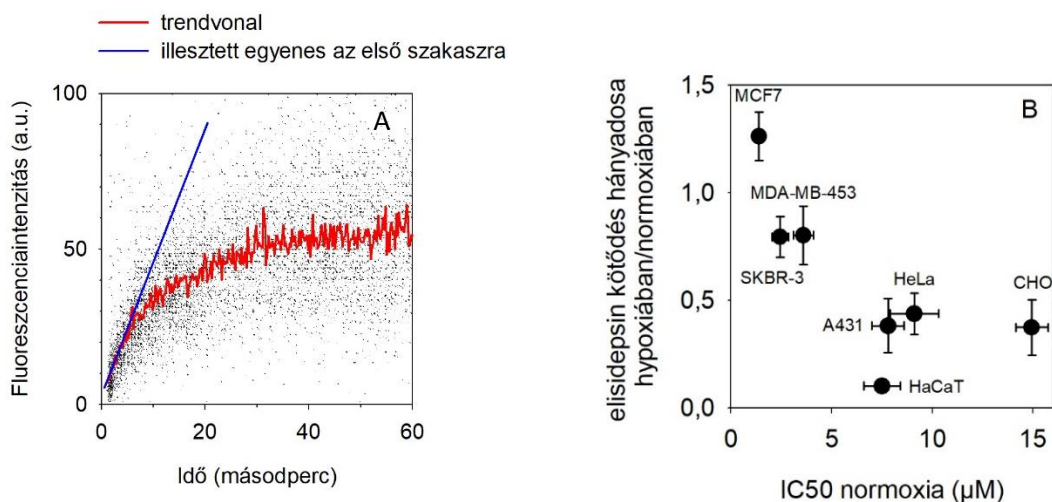 trendvonal
illesztett egyenes az első szakaszra
A
100
50
0
0
20
40
60
Fluoreszcenciaintenzitás (a.u.)
Idő (másodperc)
B
1,5
1,0
0,5
0,0
0
5
10
15
MCF7
MDA-MB-453
SKBR-3
HeLa
CHO
A431
HaCaT
elisidepsin kötődés hányadosa
hypoxiában/normoxiában
IC50 normoxia (µM)